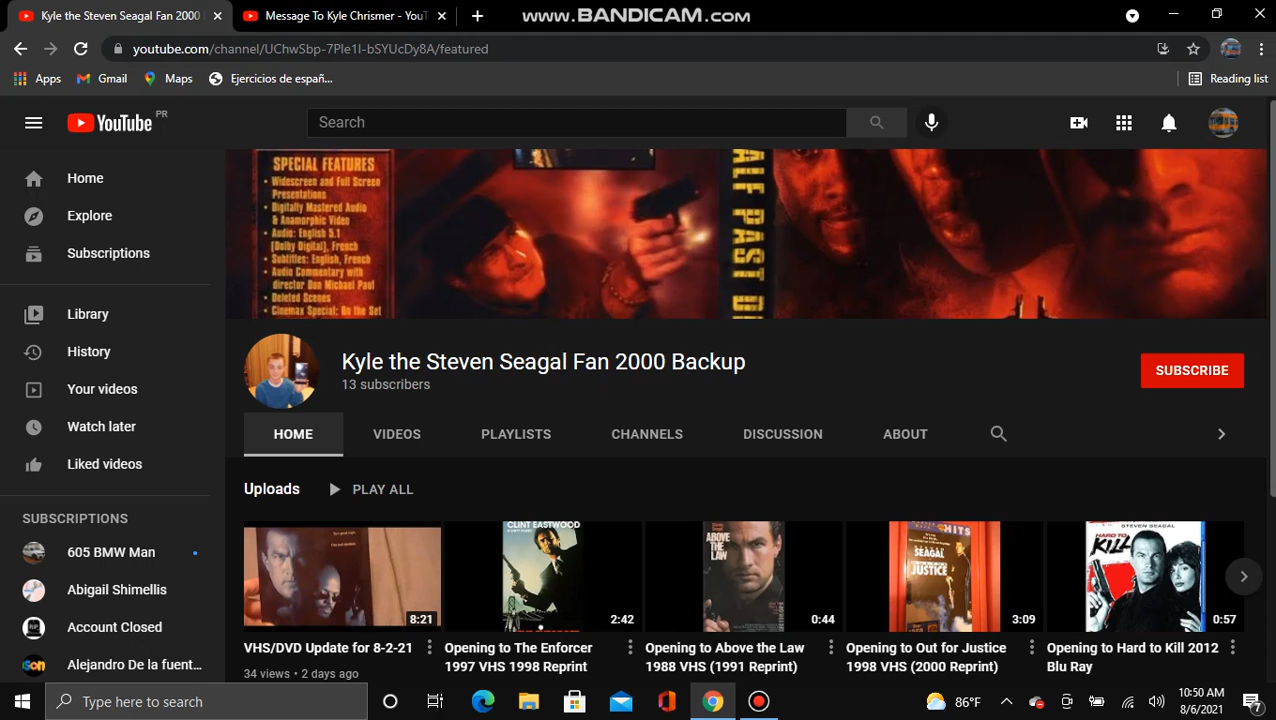 Kyle the Steven Seagal Fan 2000
Message To Kyle Chrismer - YouT
www.BANDICAM.com
youtube.com/channel/UChwSbp-7Ple1I-bSYUcDy8A/featured
Apps
Gmail
Maps
Ejercicios de españ...
Reading list
YouTube PR
Search
Home
Explore
Subscriptions
Library
History
Your videos
Watch later
Liked videos
SUBSCRIPTIONS
605 BMW Man
Abigail Shimellis
Account Closed
Alejandro De la fuent...
SPECIAL FEATURES
• Widescreen and Full Screen
Presentations
• Digitally Mastered Audio
& Anamorphic Video
• Audio: English 5.1
(Dolby Digital), French
• Subtitles: English, French
• Audio Commentary with
director Don Michael Paul
• Deleted Scenes
• Cinemax Special: On the Set
ALF PAST D
Kyle the Steven Seagal Fan 2000 Backup
13 subscribers
SUBSCRIBE
HOME
VIDEOS
PLAYLISTS
CHANNELS
DISCUSSION
ABOUT
Uploads
PLAY ALL
8:21
CLINT EASTWOOD
2:42
ABOVE
THE
LAW
0:44
HITS
SEAGAL
JUSTICE
3:09
STEVEN SEAGAL
HARD TO
KILL
0:57
VHS/DVD Update for 8-2-21
34 views • 2 days ago
Opening to The Enforcer
1997 VHS 1998 Reprint
Opening to Above the Law
1988 VHS (1991 Reprint)
Opening to Out for Justice
1998 VHS (2000 Reprint)
Opening to Hard to Kill 2012
Blu Ray
Type here to search
86°F
10:50 AM
8/6/2021
7